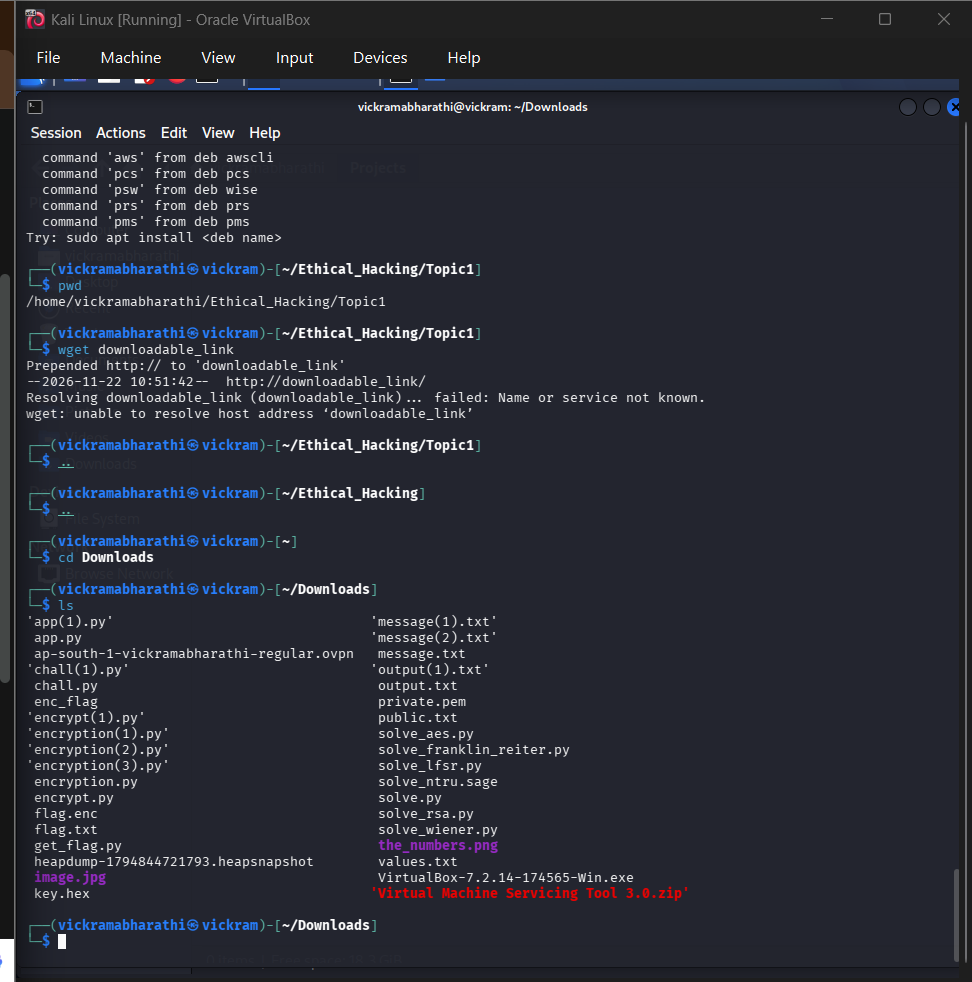 Kali Linux [Running] - Oracle VirtualBox
File Machine View Input Devices Help
vickramabharathi@vickram: ~/Downloads
Session Actions Edit View Help
command 'aws' from deb awscli
command 'pcs' from deb pcs
command 'psw' from deb wise
command 'prs' from deb prs
command 'pms' from deb pms
Try: sudo apt install <deb name>
┌──(vickramabharathi㉿vickram)-[~/Ethical_Hacking/Topic1]
└─$ pwd
/home/vickramabharathi/Ethical_Hacking/Topic1
┌──(vickramabharathi㉿vickram)-[~/Ethical_Hacking/Topic1]
└─$ wget downloadable_link
Prepended http:// to 'downloadable_link'
--2026-11-22 10:51:42--  http://downloadable_link/
Resolving downloadable_link (downloadable_link)... failed: Name or service not known.
wget: unable to resolve host address ‘downloadable_link’
┌──(vickramabharathi㉿vickram)-[~/Ethical_Hacking/Topic1]
└─$ ..
┌──(vickramabharathi㉿vickram)-[~/Ethical_Hacking]
└─$ ..
┌──(vickramabharathi㉿vickram)-[~]
└─$ cd Downloads
┌──(vickramabharathi㉿vickram)-[~/Downloads]
└─$ ls
'app(1).py' 'message(1).txt'
app.py 'message(2).txt'
ap-south-1-vickramabharathi-regular.ovpn message.txt
'chall(1).py' 'output(1).txt'
chall.py output.txt
enc_flag private.pem
'encrypt(1).py' public.txt
'encryption(1).py' solve_aes.py
'encryption(2).py' solve_franklin_reiter.py
'encryption(3).py' solve_lfsr.py
encryption.py solve_ntru.sage
encrypt.py solve.py
flag.enc solve_rsa.py
flag.txt solve_wiener.py
get_flag.py the_numbers.png
heapdump-1794844721793.heapsnapshot values.txt
image.jpg VirtualBox-7.2.14-174565-Win.exe
key.hex 'Virtual Machine Servicing Tool 3.0.zip'
┌──(vickramabharathi㉿vickram)-[~/Downloads]
└─$